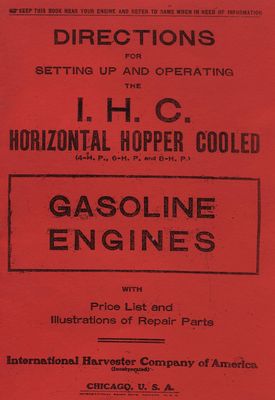 KEEP THIS BOOK NEAR YOUR ENGINE AND REFER TO SAME WHEN IN NEED OF INFORMATION
DIRECTIONS
FOR
SETTING UP AND OPERATING
THE
I. H. C.
HORIZONTAL HOPPER COOLED
(4-H. P., 6-H. P. and 8-H. P.)
GASOLINE
ENGINES
WITH
Price List and
Illustrations of Repair Parts
International Harvester Company of America
(Incorporated)
CHICAGO, U. S. A.